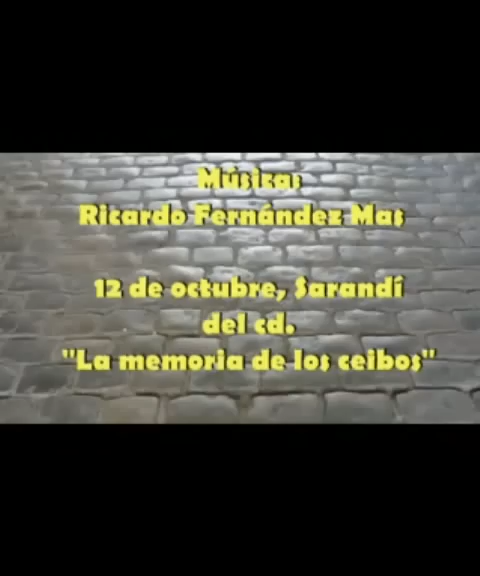 Música:
Ricardo Fernández Mas
12 de octubre, Sarandí
del cd.
"La memoria de los ceibos"